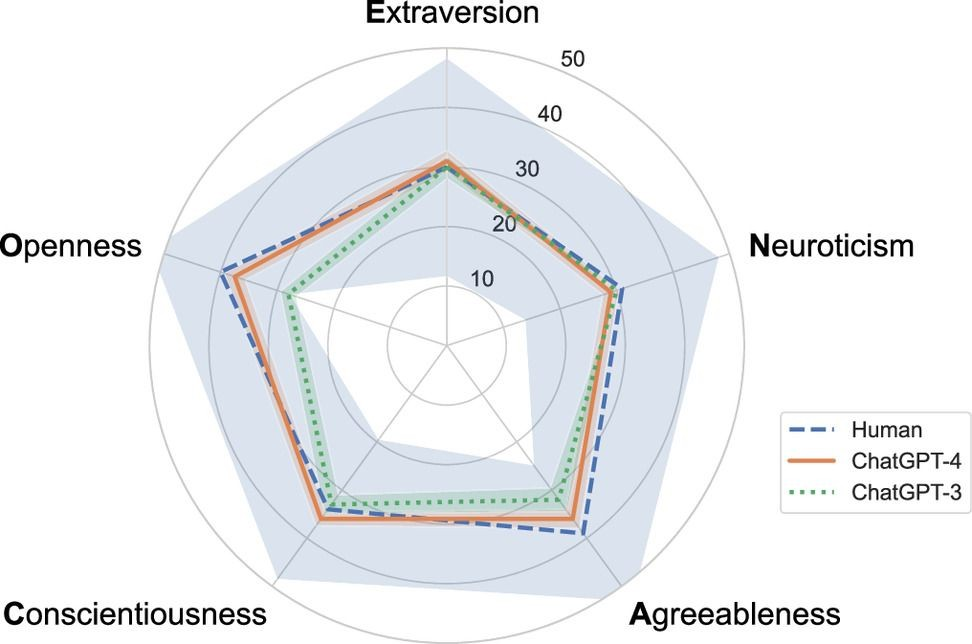 Extraversion
50
40
30
20
10
Openness
Neuroticism
Human
ChatGPT-4
ChatGPT-3
Conscientiousness
Agreeableness